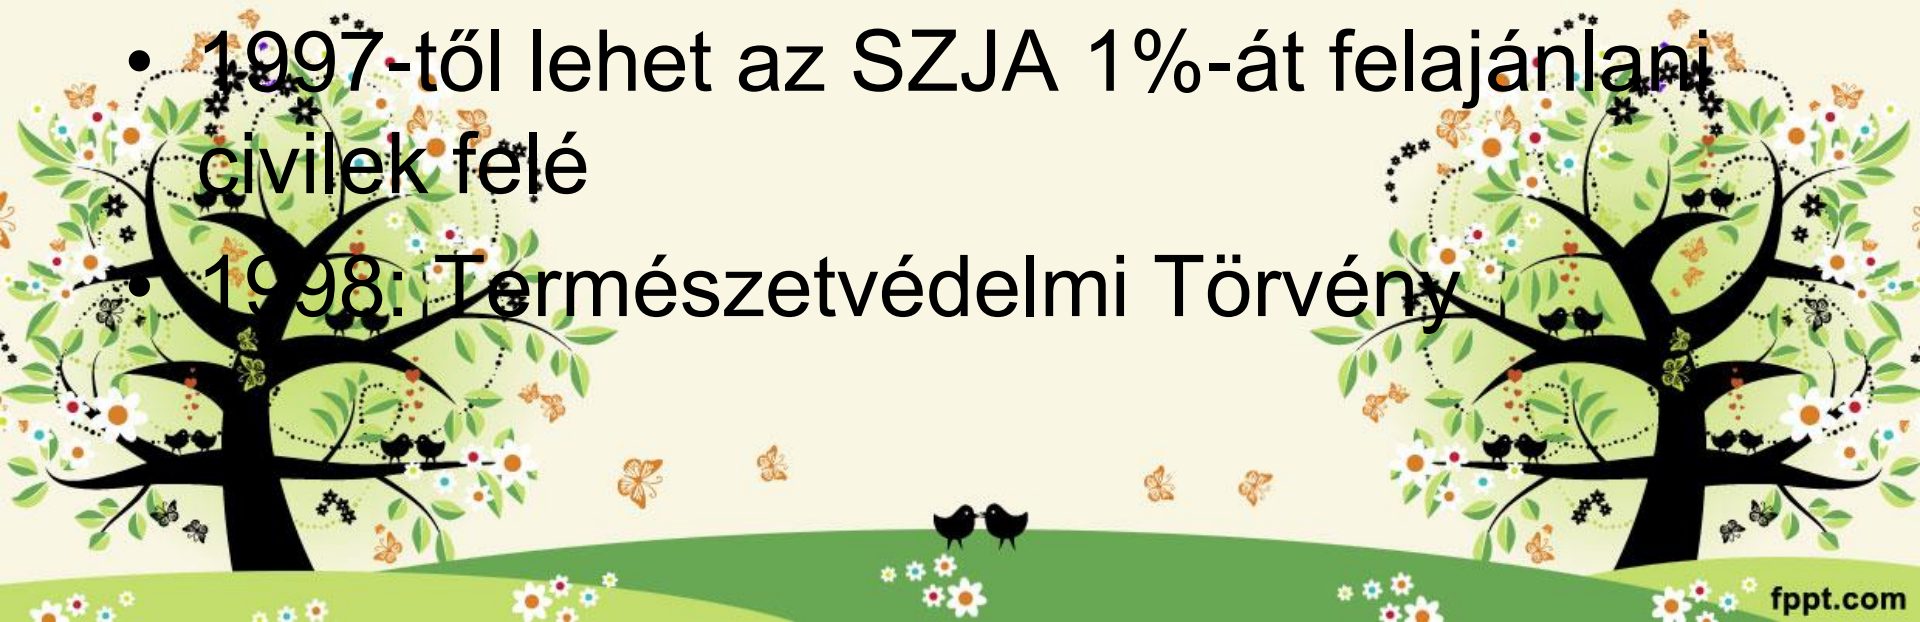 • 1997-től lehet az SZJA 1%-át felajánlani
civilek felé
• 1998: Természetvédelmi Törvény
fppt.com